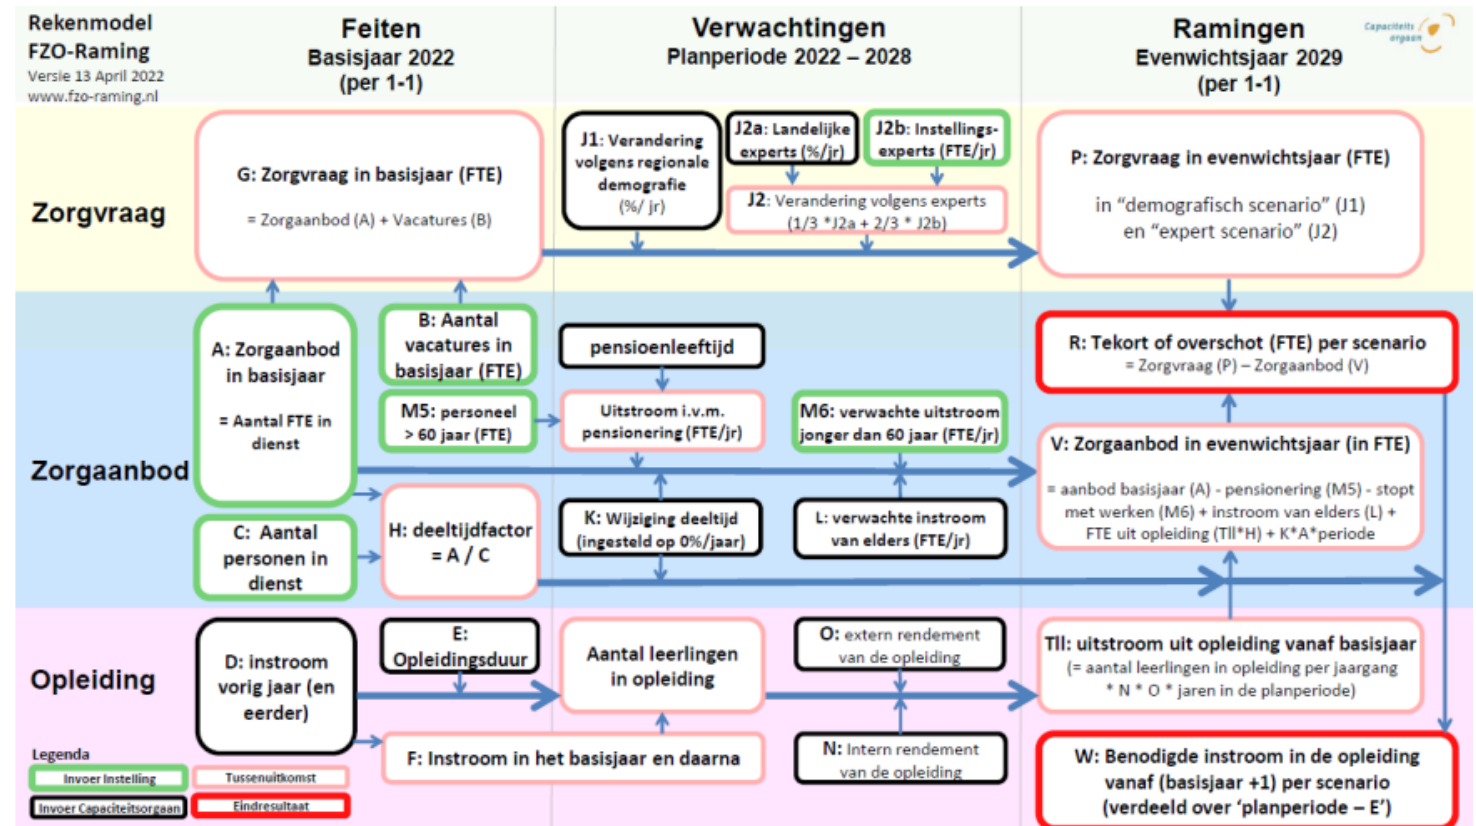 Rekenmodel
FZO-Raming
Versie 13 April 2022
www.fzo-raming.nl
Feiten
Basisjaar 2022
(per 1-1)
Verwachtingen
Planperiode 2022 – 2028
Ramingen
Evenwichtsjaar 2029
(per 1-1)
Capaciteits
orgaan
Zorgvraag
G: Zorgvraag in basisjaar (FTE)
= Zorgaanbod (A) + Vacatures (B)
J1: Verandering
volgens regionale
demografie
(%/ jr)
J2a: Landelijke
experts (%/jr)
J2b: Instellings-
experts (FTE/jr)
J2: Verandering volgens experts
(1/3 *J2a + 2/3 * J2b)
P: Zorgvraag in evenwichtsjaar (FTE)
in “demografisch scenario” (J1)
en “expert scenario” (J2)
Zorgaanbod
A: Zorgaanbod
in basisjaar
= Aantal FTE in
dienst
B: Aantal
vacatures in
basisjaar (FTE)
M5: personeel
> 60 jaar (FTE)
C: Aantal
personen in
dienst
H: deeltijdfactor
= A / C
pensioenleeftijd
Uitstroom i.v.m.
pensionering (FTE/jr)
M6: verwachte uitstroom
jonger dan 60 jaar (FTE/jr)
K: Wijziging deeltijd
(ingesteld op 0%/jaar)
L: verwachte instroom
van elders (FTE/jr)
R: Tekort of overschot (FTE) per scenario
= Zorgvraag (P) – Zorgaanbod (V)
V: Zorgaanbod in evenwichtsjaar (in FTE)
= aanbod basisjaar (A) - pensionering (M5) - stopt
met werken (M6) + instroom van elders (L) +
FTE uit opleiding (Tll*H) + K*A*periode
Opleiding
D: instroom
vorig jaar (en
eerder)
E:
Opleidingsduur
F: Instroom in het basisjaar en daarna
Aantal leerlingen
in opleiding
O: extern rendement
van de opleiding
N: Intern rendement
van de opleiding
Tll: uitstroom uit opleiding vanaf basisjaar
(= aantal leerlingen in opleiding per jaargang
* N * O * jaren in de planperiode)
W: Benodigde instroom in de opleiding
vanaf (basisjaar +1) per scenario
(verdeeld over ‘planperiode – E’)
Legenda
Invoer Instelling
Tussenuitkomst
Invoer Capaciteitsorgaan
Eindresultaat